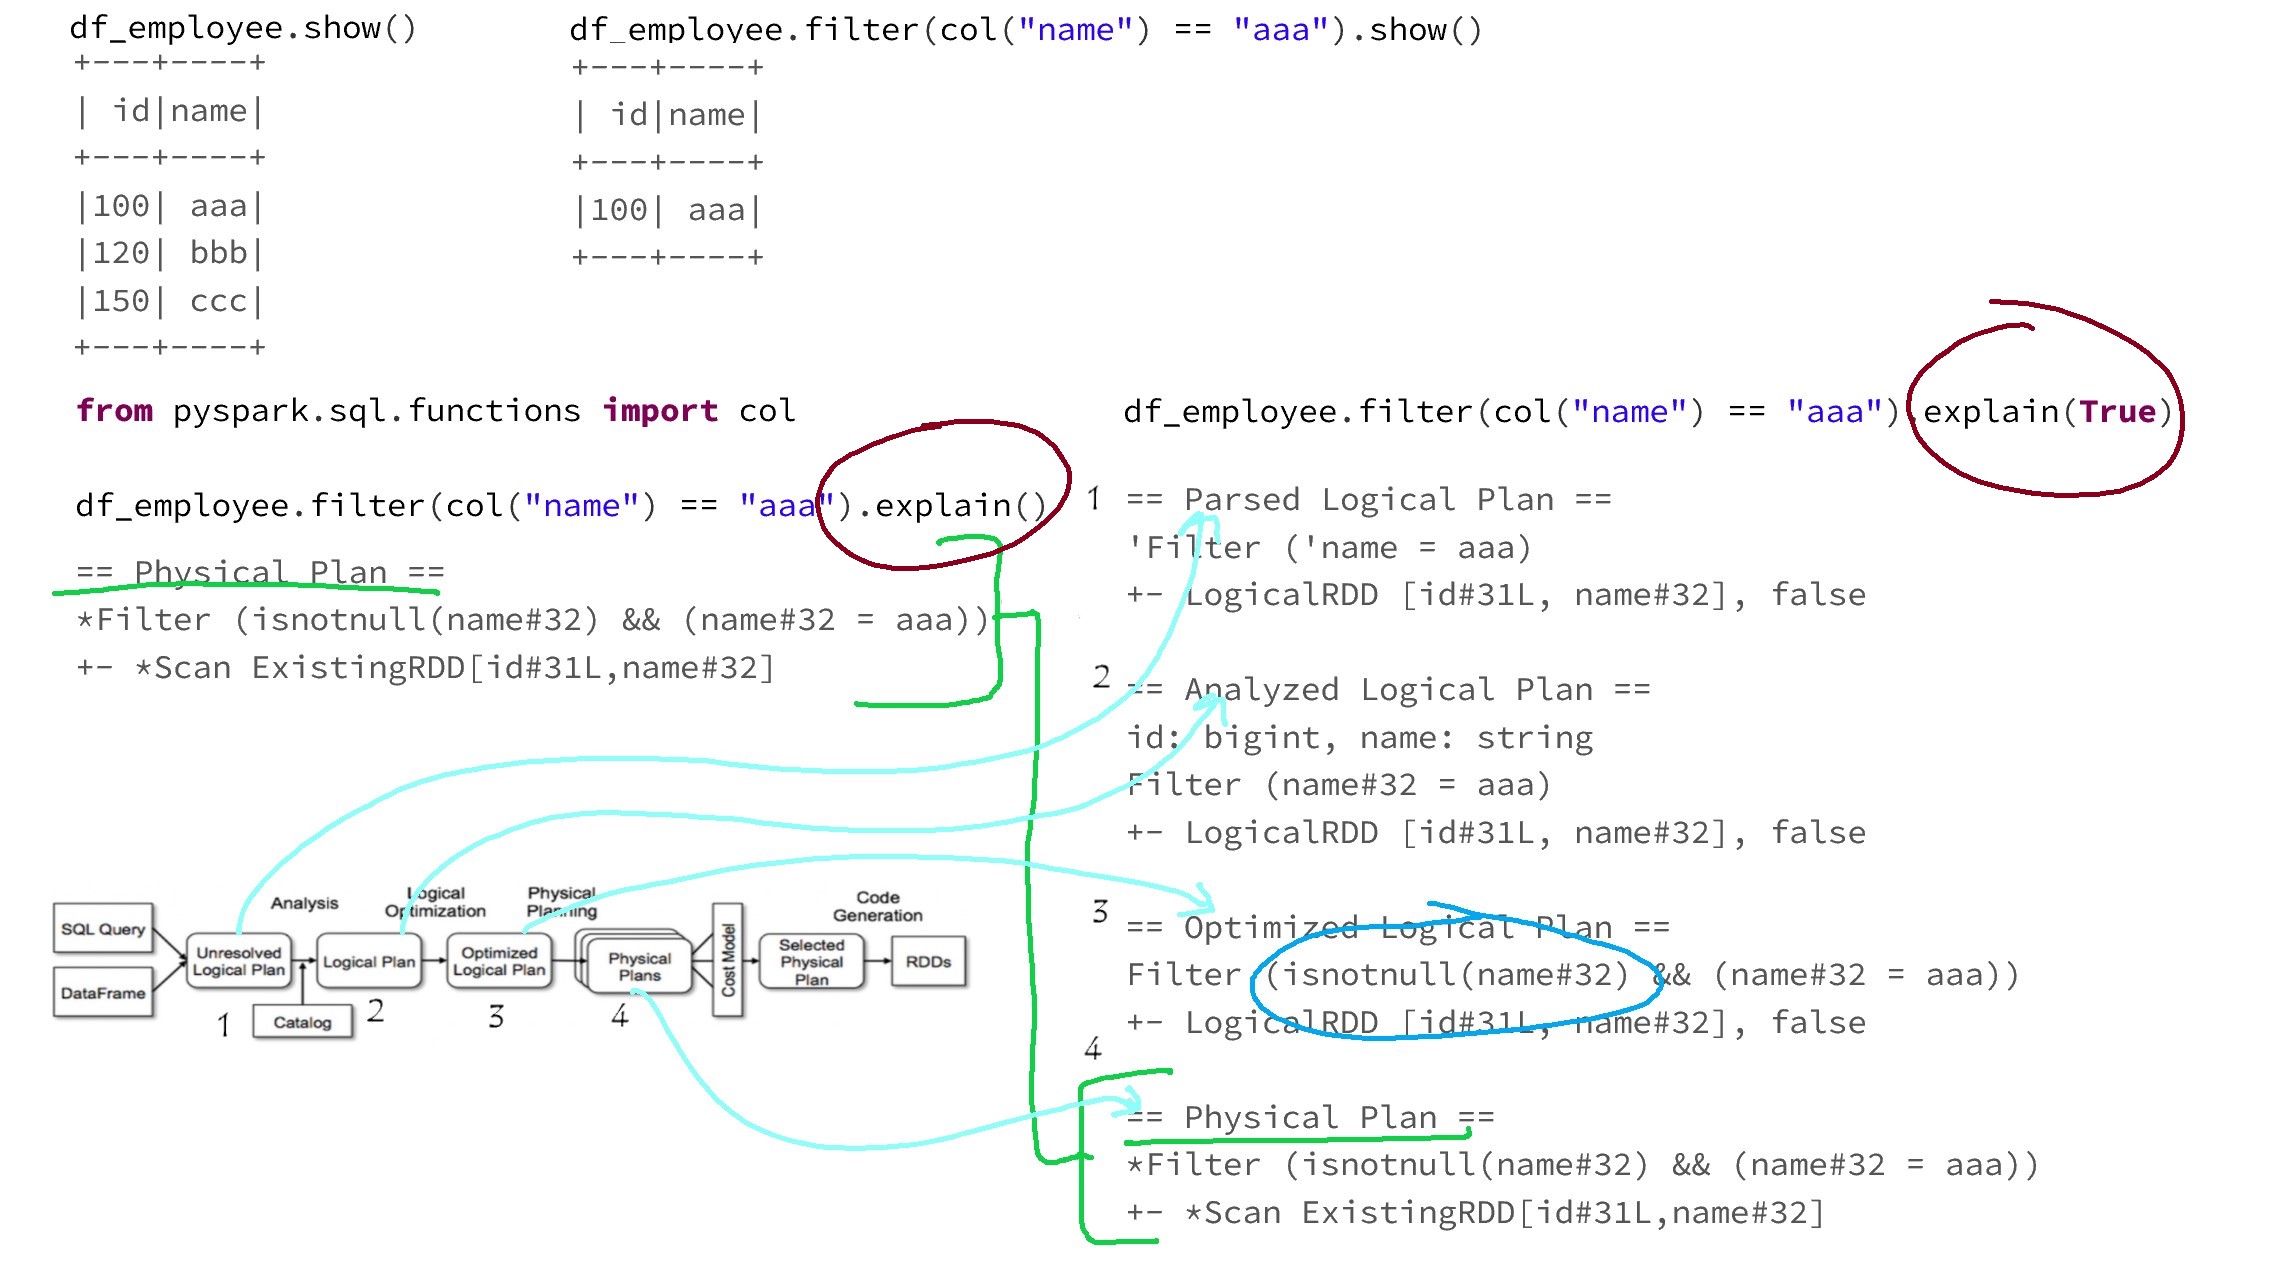 df_employee.show()
+---+----+
| id|name|
+---+----+
|100| aaa|
|120| bbb|
|150| ccc|
+---+----+
df_employee.filter(col("name") == "aaa").show()
+---+----+
| id|name|
+---+----+
|100| aaa|
+---+----+
from pyspark.sql.functions import col
df_employee.filter(col("name") == "aaa").explain()
== Physical Plan ==
*Filter (isnotnull(name#32) && (name#32 = aaa))
+- *Scan ExistingRDD[id#31L,name#32]
df_employee.filter(col("name") == "aaa").explain(True)
1 == Parsed Logical Plan ==
'Filter ('name = aaa)
+- LogicalRDD [id#31L, name#32], false
2 == Analyzed Logical Plan ==
id: bigint, name: string
Filter (name#32 = aaa)
+- LogicalRDD [id#31L, name#32], false
3 == Optimized Logical Plan ==
Filter (isnotnull(name#32) && (name#32 = aaa))
+- LogicalRDD [id#31L, name#32], false
4 == Physical Plan ==
*Filter (isnotnull(name#32) && (name#32 = aaa))
+- *Scan ExistingRDD[id#31L,name#32]
SQL Query
DataFrame
Analysis
Unresolved
Logical Plan
1
Catalog
Logical
Optimization
Logical Plan
2
Physical
Planning
Optimized
Logical Plan
3
Physical
Plans
4
Cost Model
Code
Generation
Selected
Physical
Plan
RDDs